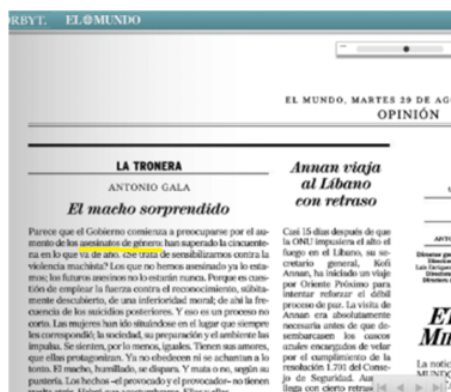 ORBYT. EL MUNDO
EL MUNDO, MARTES 29 DE AG
OPINIÓN
LA TRONERA
ANTONIO GALA
El macho sorprendido
Parece que el Gobierno comienza a preocuparse por el au-
mento de los asesinatos de género: han superado la cincuente-
na en lo que va de año. ¿Se trata de sensibilizarnos contra la
violencia machista? Los que no hemos asesinado ya lo esta-
mos; los futuros asesinos no lo estarán nunca. Porque es cues-
tión de emplear la fuerza contra el reconocimiento, súbita-
mente descubierto, de una inferioridad moral; de ahí la fre-
cuencia de los suicidios posteriores. Y eso es un proceso no
corto. Las mujeres han ido situándose en el lugar que siempre
les correspondió; la sociedad, su preparación y el ambiente las
impulsa. Se sienten, por lo menos, iguales. Tienen sus amores,
que ellas protagonizan. Ya no obedecen ni se achantan a lo
tonto. El macho, humillado, se dispara. Y mata o no, según su
puntería. Los hechos -el provocado y el provocador- no tienen
Annan viaja
al Líbano
con retraso
Casi 15 días después de que
la ONU impusiera el alto el
fuego en el Líbano, su se-
cretario general, Kofi
Annan, ha iniciado un viaje
por Oriente Próximo para
intentar reforzar el débil
proceso de paz. La visita de
Annan era absolutamente
necesaria antes de que de-
sembarcasen los cascos
azules encargados de velar
por el cumplimiento de la
resolución 1.701 del Conse-
jo de Seguridad. Aun
llega con cierto retras
La notic
MUNDO